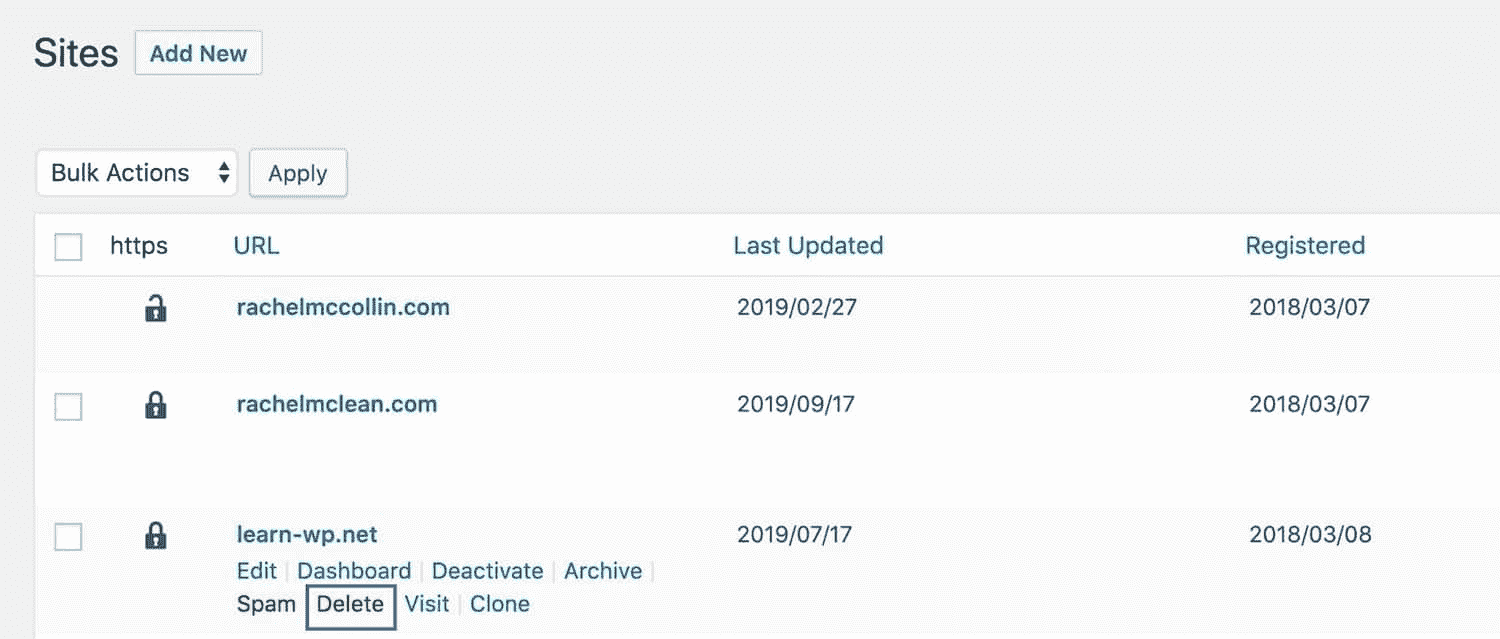 Sites Add New
Bulk Actions Apply
https URL Last Updated Registered
rachelmccollin.com 2019/02/27 2018/03/07
rachelmclean.com 2019/09/17 2018/03/07
learn-wp.net 2019/07/17 2018/03/08
Edit | Dashboard | Deactivate | Archive |
Spam Delete Visit | Clone